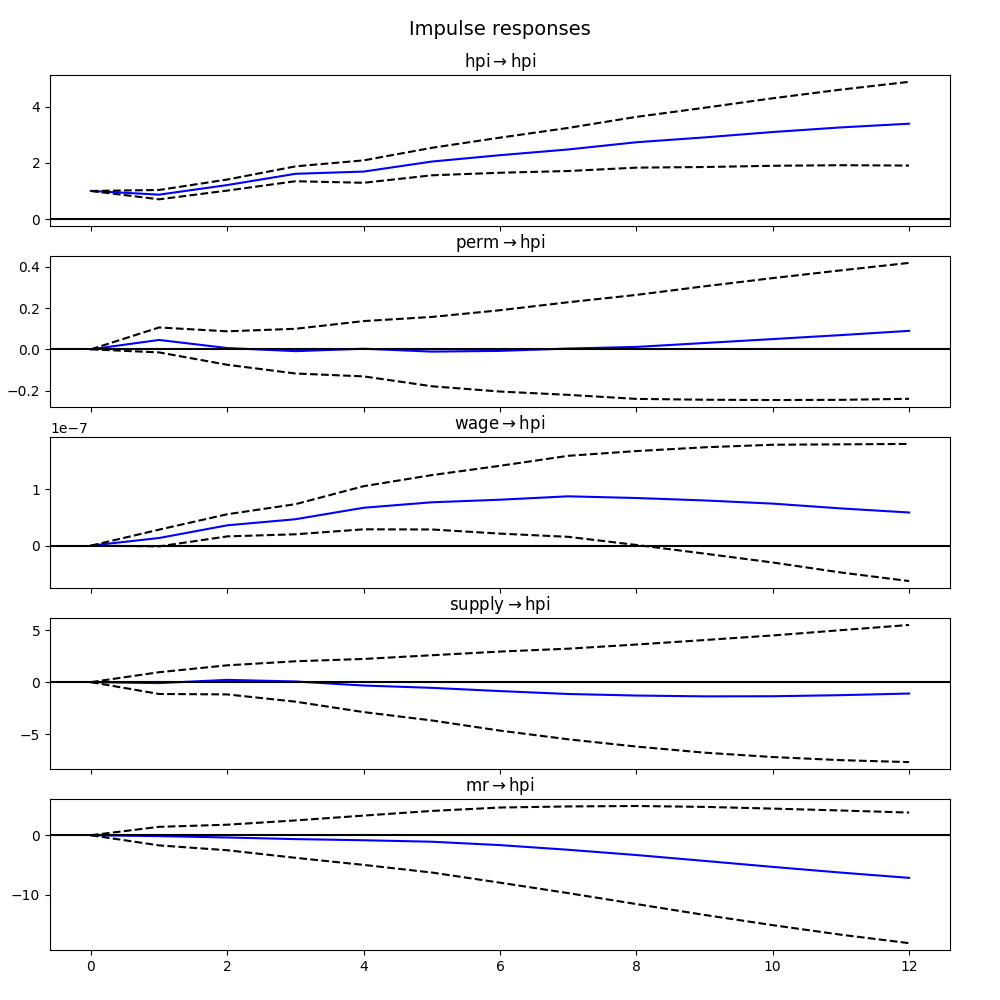 Impulse responses
hpi → hpi
4
2
0
perm → hpi
0.4
0.2
0.0
−0.2
wage → hpi
1e−7
1
0
supply → hpi
5
0
−5
mr → hpi
0
−10
0 2 4 6 8 10 12